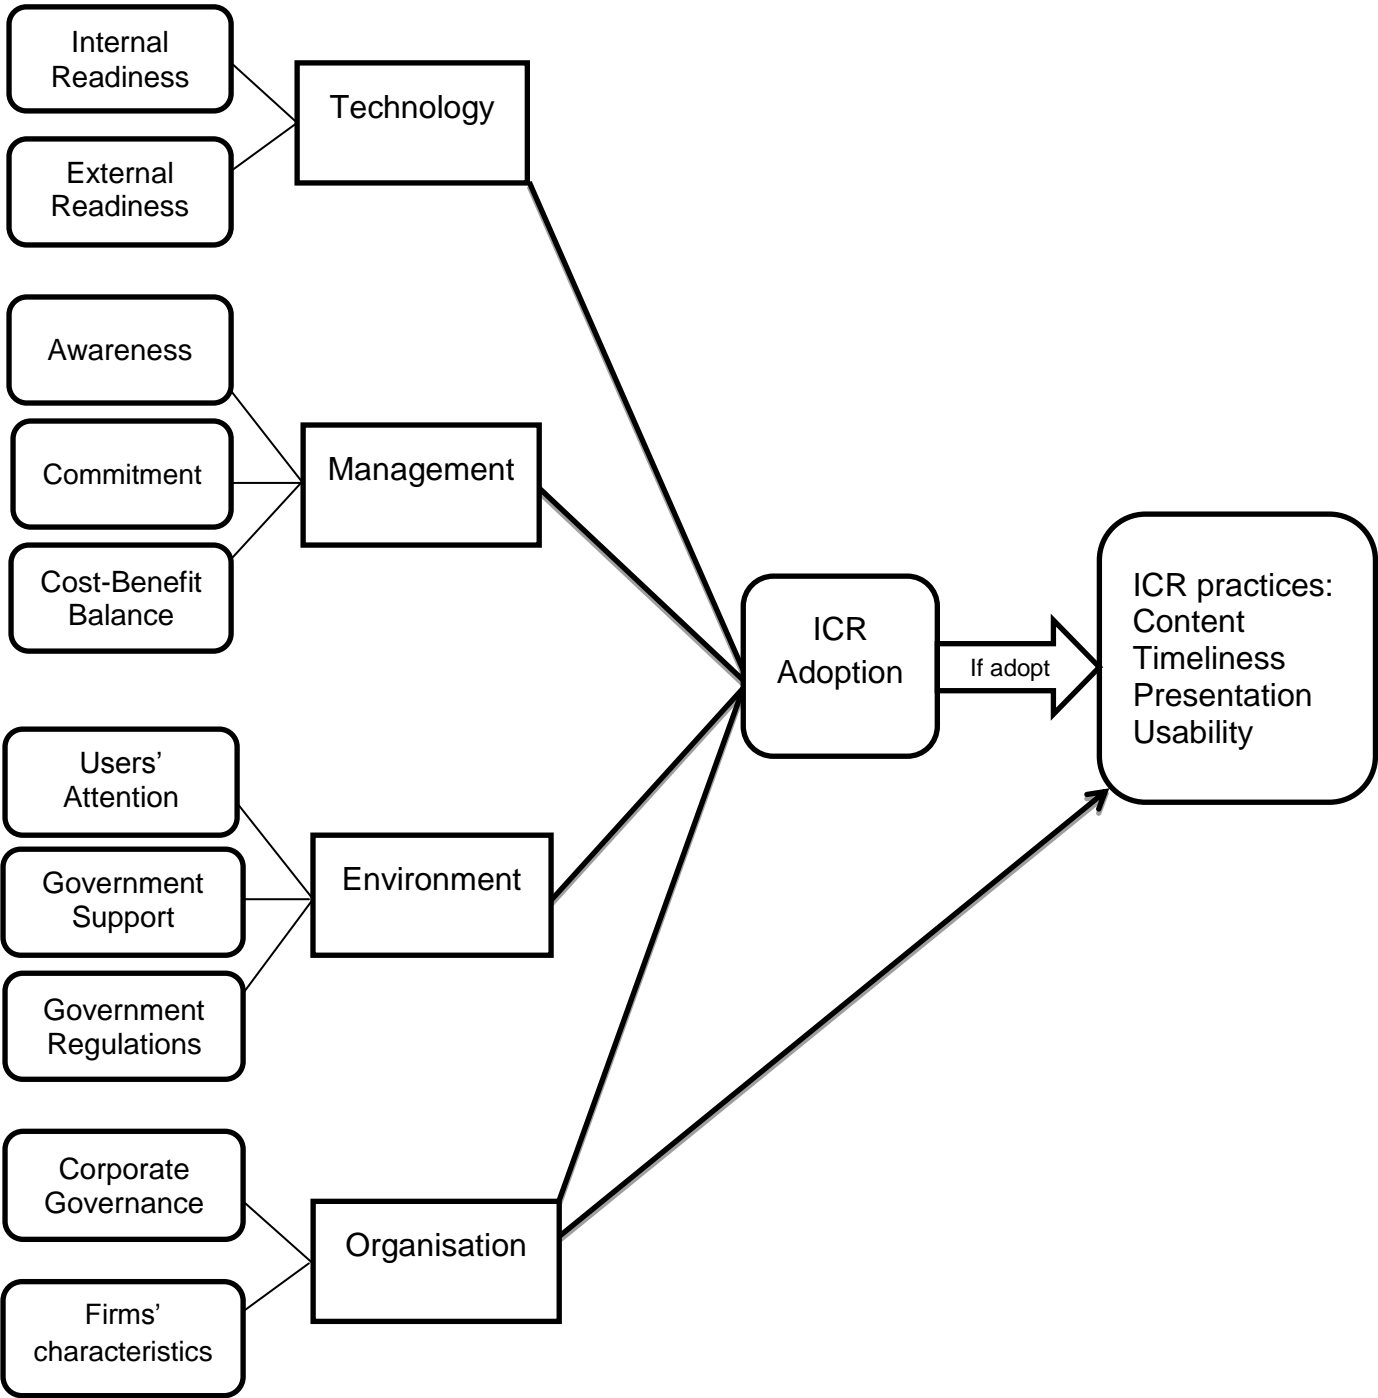 Internal
Readiness
Technology
External
Readiness
Awareness
Commitment
Management
Cost-Benefit
Balance
ICR
Adoption
If adopt
ICR practices:
Content
Timeliness
Presentation
Usability
Users’
Attention
Government
Support
Environment
Government
Regulations
Corporate
Governance
Organisation
Firms’
characteristics